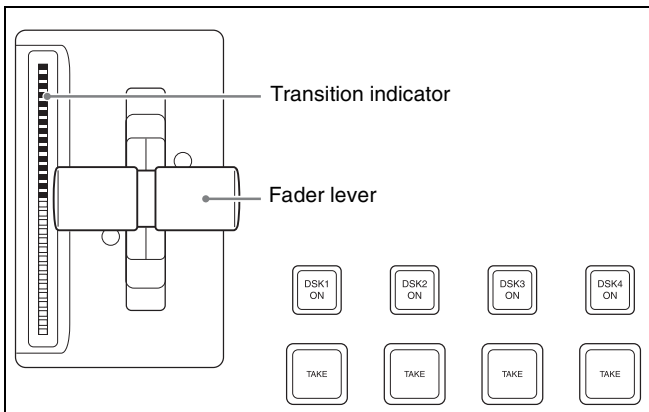 Transition indicator
Fader lever
DSK1
ON
DSK2
ON
DSK3
ON
DSK4
ON
TAKE
TAKE
TAKE
TAKE